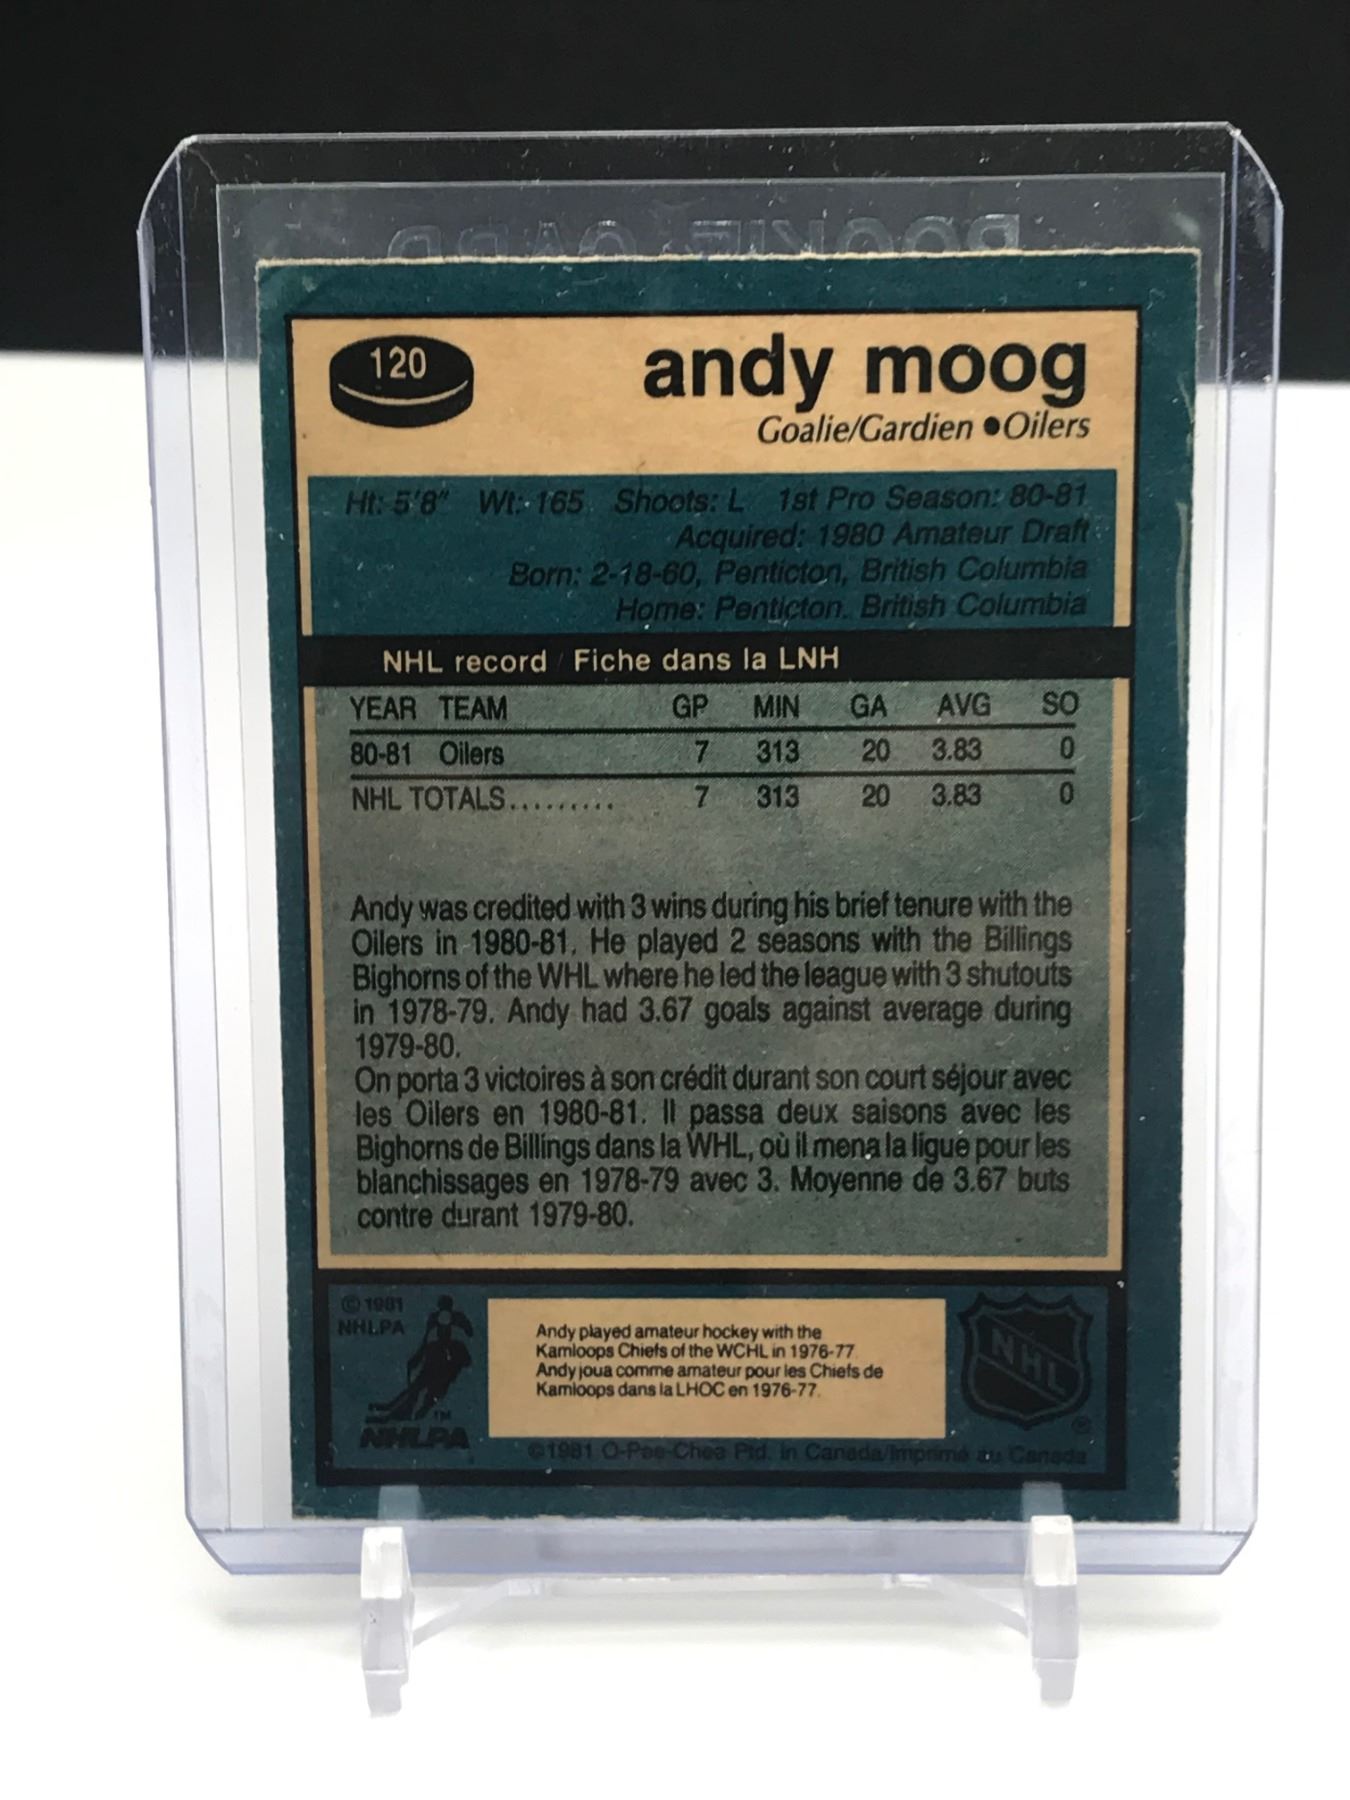 ROOKIE CARD
120
andy moog
Goalie/Gardien ●Oilers
Ht: 5'8" Wt: 165 Shoots: L 1st Pro Season: 80-81
Acquired: 1980 Amateur Draft
Born: 2-18-60, Penticton, British Columbia
Home: Penticton, British Columbia
NHL record / Fiche dans la LNH
YEAR TEAM GP MIN GA AVG SO
80-81 Oilers 7 313 20 3.83 0
NHL TOTALS......... 7 313 20 3.83 0
Andy was credited with 3 wins during his brief tenure with the
Oilers in 1980-81. He played 2 seasons with the Billings
Bighorns of the WHL where he led the league with 3 shutouts
in 1978-79. Andy had 3.67 goals against average during
1979-80.
On porta 3 victoires à son crédit durant son court séjour avec
les Oilers en 1980-81. Il passa deux saisons avec les
Bighorns de Billings dans la WHL, où il mena la ligue pour les
blanchissages en 1978-79 avec 3. Moyenne de 3.67 buts
contre durant 1979-80.
© 1981
NHLPA
TM
NHLPA
Andy played amateur hockey with the
Kamloops Chiefs of the WCHL in 1976-77.
Andy joua comme amateur pour les Chiefs de
Kamloops dans la LHOC en 1976-77.
NHL
®
©1981 O-Pee-Chee Ptd. in Canada/Imprimé au Canada